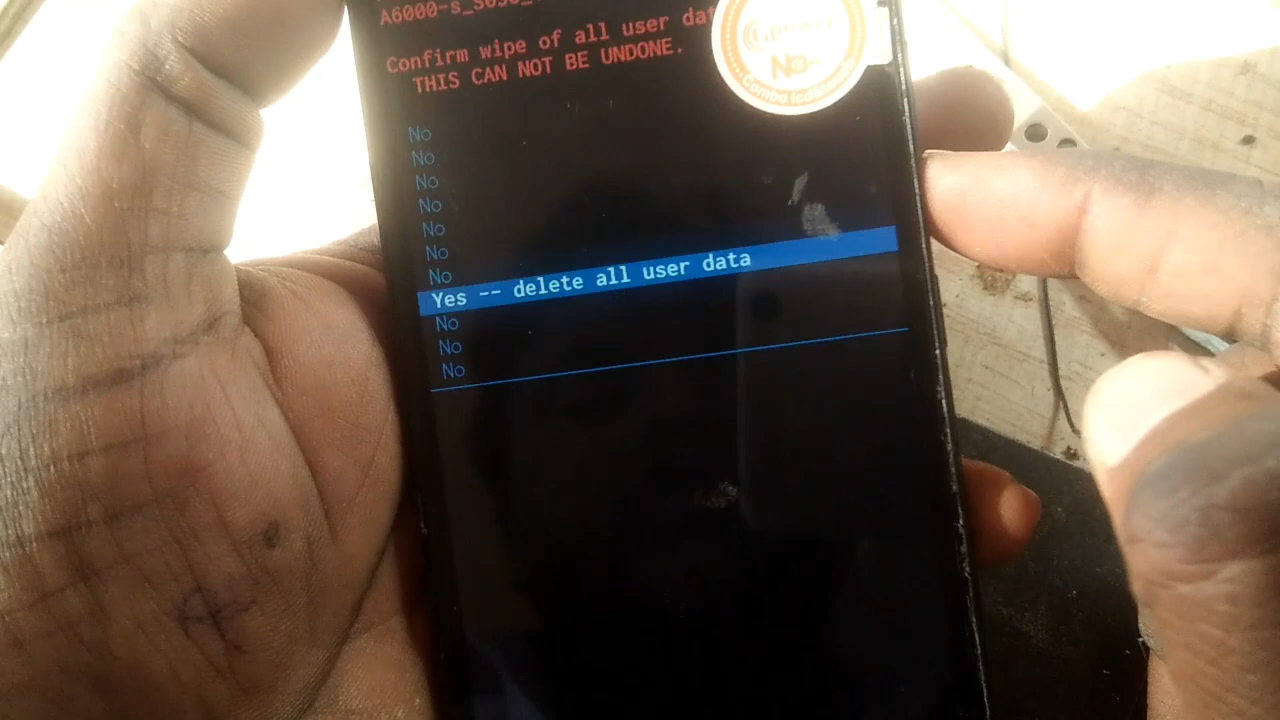 Confirm wipe of all user
THIS CAN NOT BE UNDONE.
No
No
No
No
No
No
No
Yes -- delete all user data
No
No
No
Combo